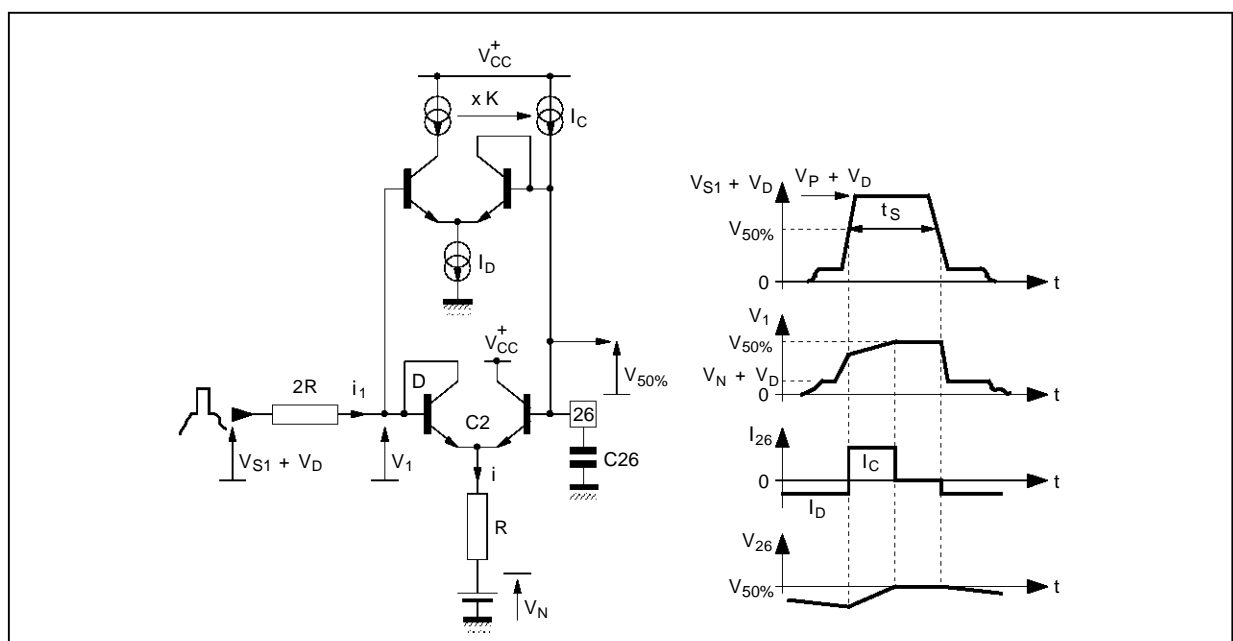 V+CC
x K
IC
ID
V+CC
2R
i1
D
C2
V50%
26
C26
VS1 + VD
V1
i
R
VN
VS1 + VD
VP + VD
tS
V50%
0
t
V1
V50%
VN + VD
0
t
I26
IC
0
t
ID
V26
V50%
t